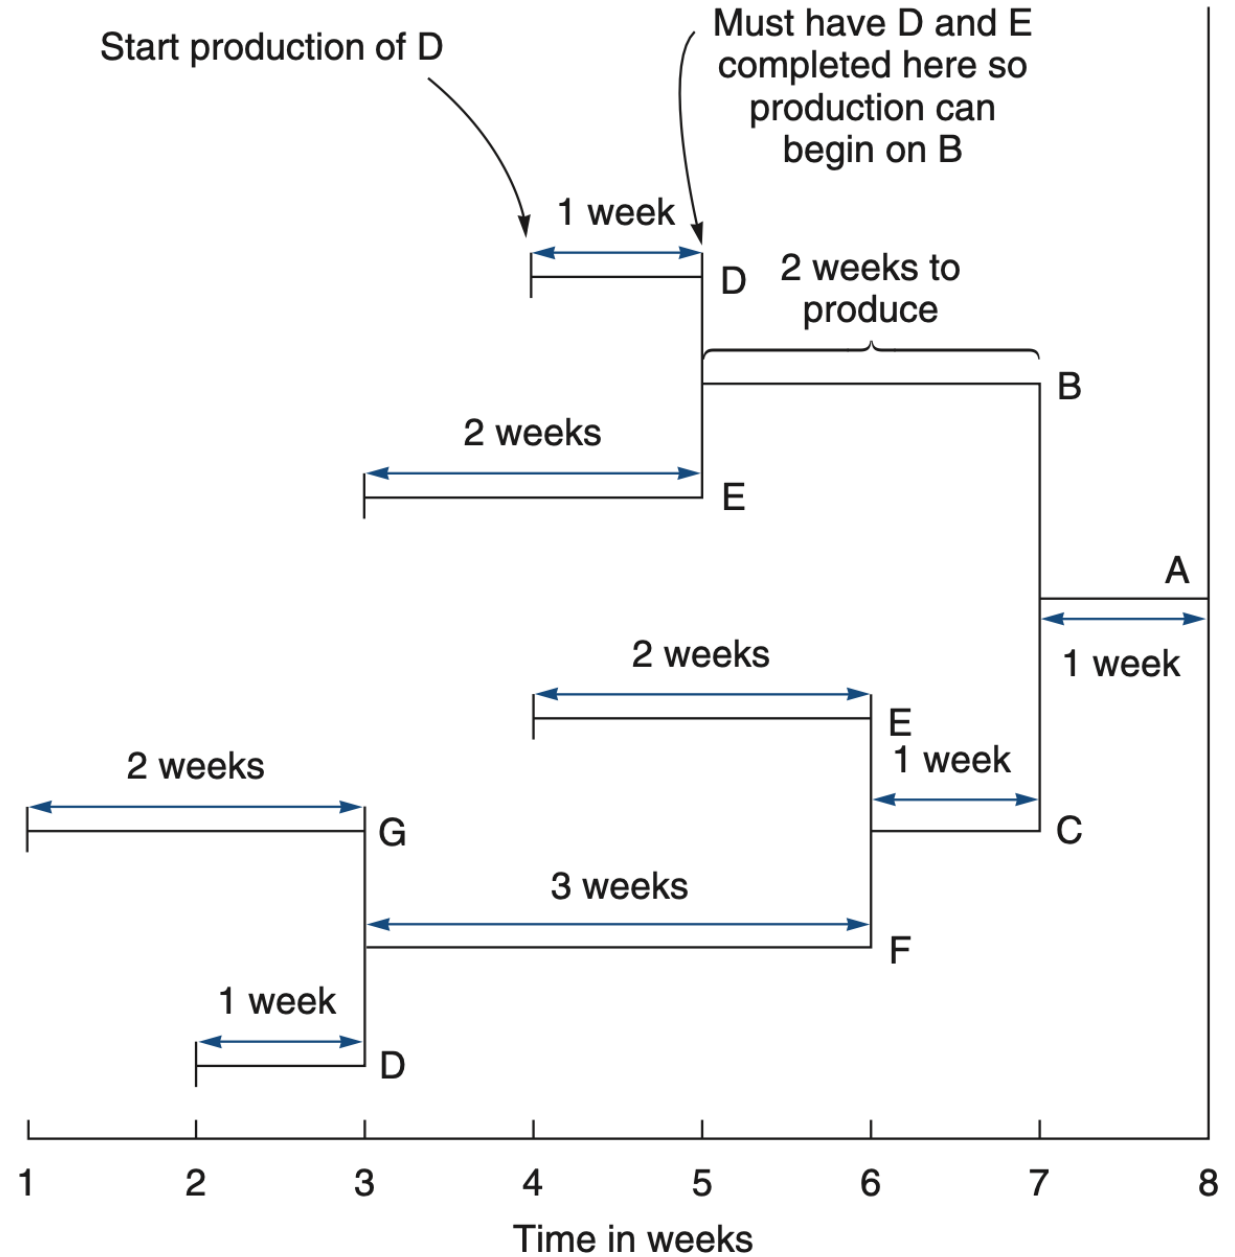 Start production of D
Must have D and E
completed here so
production can
begin on B
1 week
D
2 weeks to
produce
B
2 weeks
E
A
1 week
2 weeks
E
1 week
C
2 weeks
G
3 weeks
F
1 week
D
1 2 3 4 5 6 7 8
Time in weeks